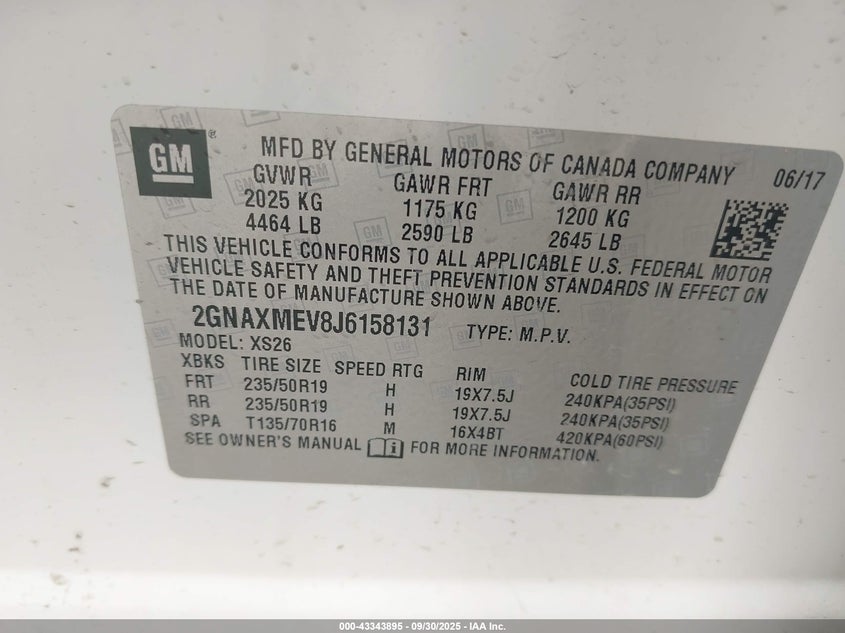 GM ®
MFD BY GENERAL MOTORS OF CANADA COMPANY 06/17
GVWR GAWR FRT GAWR RR
2025 KG 1175 KG 1200 KG
4464 LB 2590 LB 2645 LB
THIS VEHICLE CONFORMS TO ALL APPLICABLE U.S. FEDERAL MOTOR
VEHICLE SAFETY AND THEFT PREVENTION STANDARDS IN EFFECT ON
THE DATE OF MANUFACTURE SHOWN ABOVE.
2GNAXMEV8J6158131 TYPE: M.P.V.
MODEL: XS26
XBKS TIRE SIZE SPEED RTG RIM COLD TIRE PRESSURE
FRT 235/50R19 H 19X7.5J 240KPA(35PSI)
RR 235/50R19 H 19X7.5J 240KPA(35PSI)
SPA T135/70R16 M 16X4BT 420KPA(60PSI)
SEE OWNER'S MANUAL FOR MORE INFORMATION.
000-43343895 - 09/30/2025 - IAA Inc.